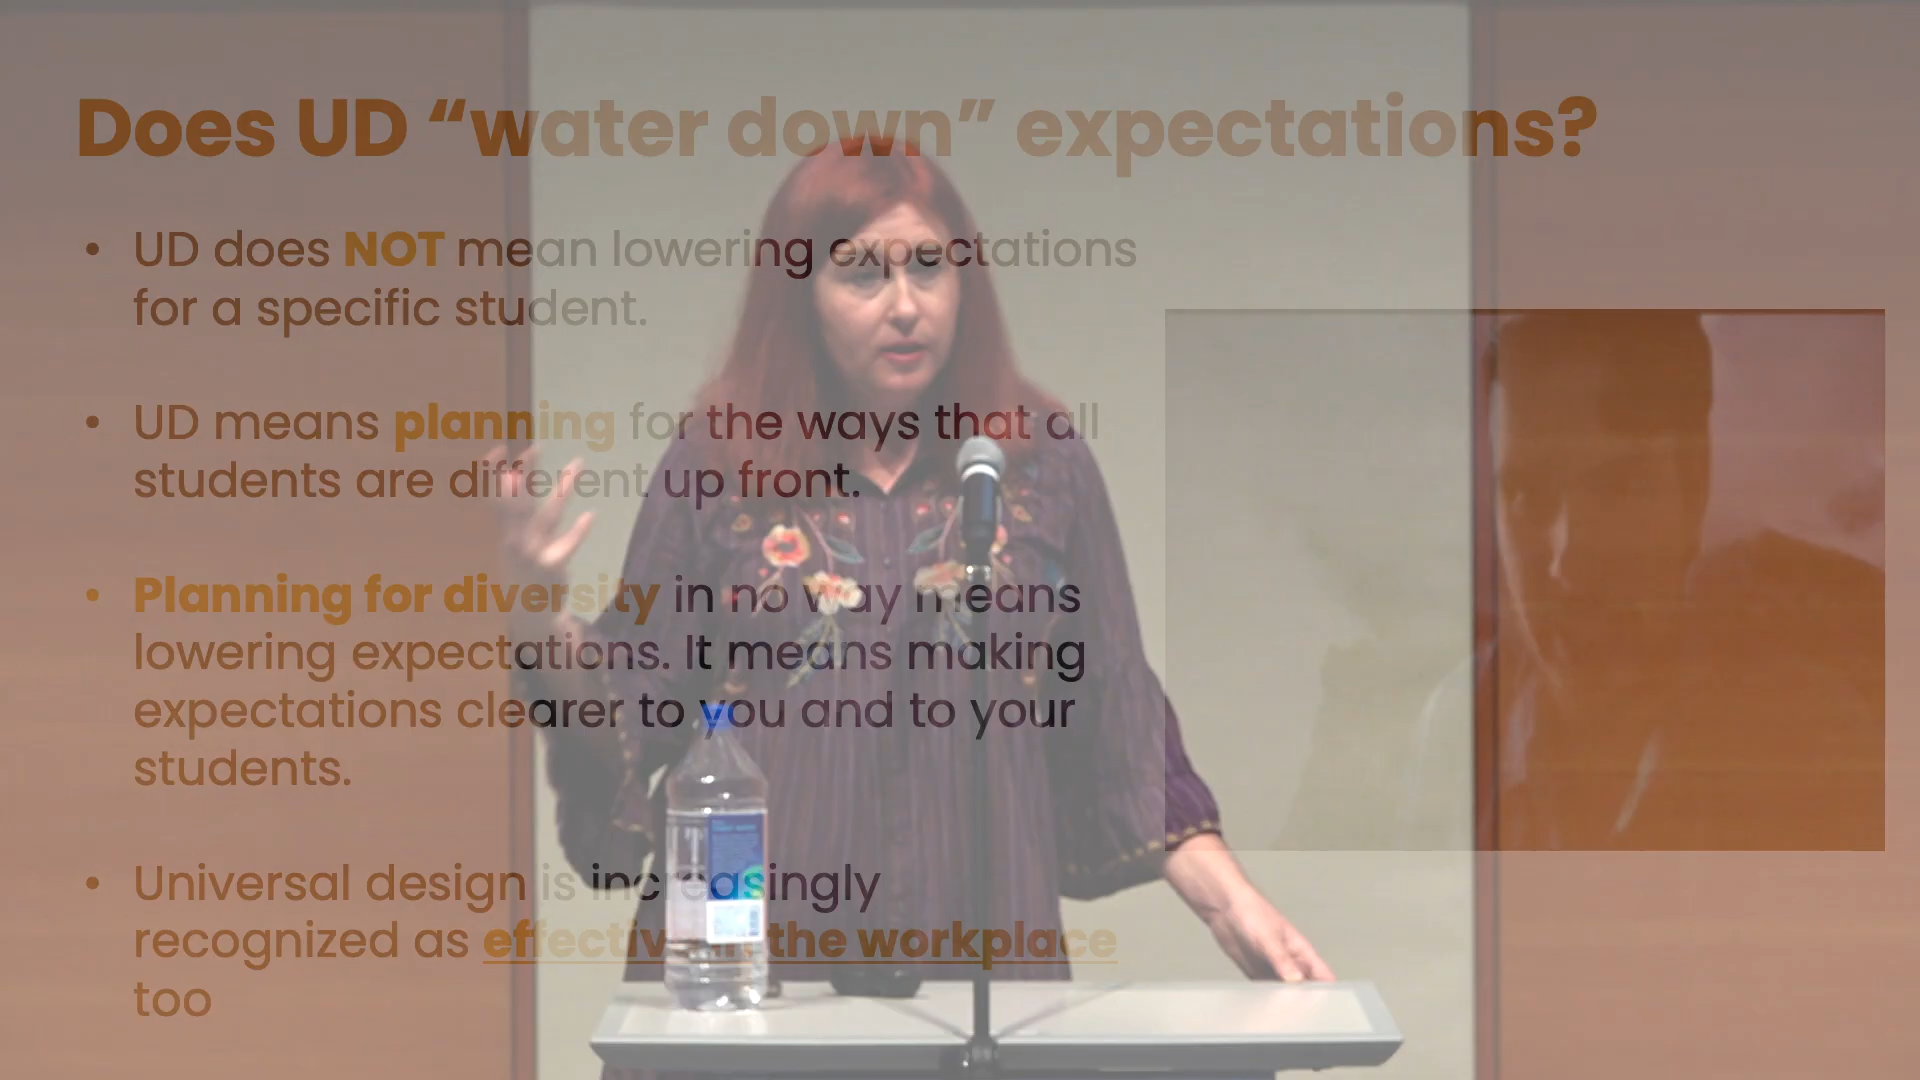 Does UD “water down” expectations?
• UD does NOT mean lowering expectations
for a specific student.
• UD means planning for the ways that all
students are different up front.
• Planning for diversity in no way means
lowering expectations. It means making
expectations clearer to you and to your
students.
• Universal design is increasingly
recognized as effective in the workplace
too